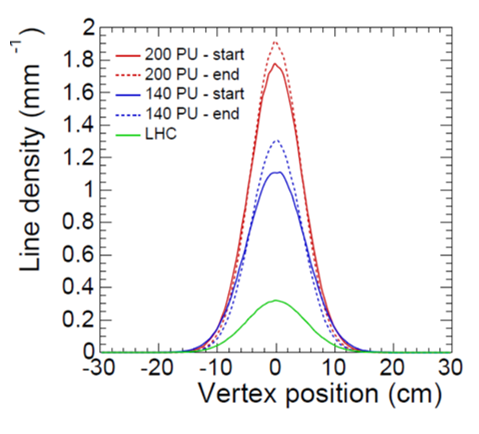 2
1.8
1.6
1.4
1.2
1
0.8
0.6
0.4
0.2
0
Line density (mm⁻¹)
200 PU - start
200 PU - end
140 PU - start
140 PU - end
LHC
-30 -20 -10 0 10 20 30
Vertex position (cm)